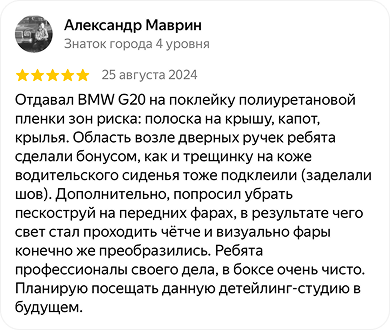 Александр Маврин
Знаток города 4 уровня
25 августа 2024
Отдавал BMW G20 на поклейку полиуретановой
пленки зон риска: полоска на крышу, капот,
крылья. Область возле дверных ручек ребята
сделали бонусом, как и трещинку на коже
водительского сиденья тоже подклеили (заделали
шов). Дополнительно, попросил убрать
пескоструй на передних фарах, в результате чего
свет стал проходить чётче и визуально фары
конечно же преобразились. Ребята
профессионалы своего дела, в боксе очень чисто.
Планирую посещать данную детейлинг-студию в
будущем.